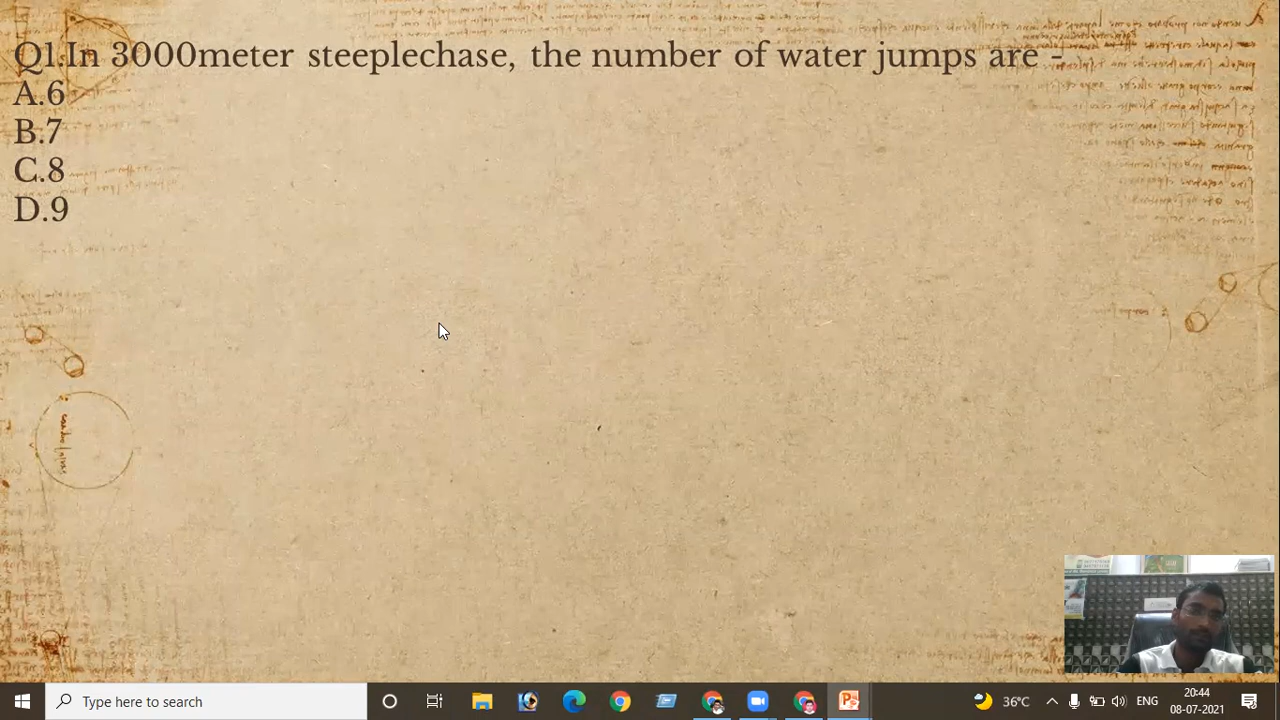 Q1.In 3000meter steeplechase, the number of water jumps are -
A.6
B.7
C.8
D.9
Type here to search
36°C
ENG
20:44
08-07-2021